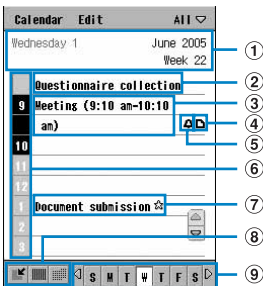 Calendar Edit All ▽
Wednesday 1 June 2005
Week 22
Questionnaire collection
9 Meeting (9:10 am-10:10
am)
10
11
12
1 Document submission ☆
2
3
S M T W T F S
1
2
3
4
5
6
7
8
9